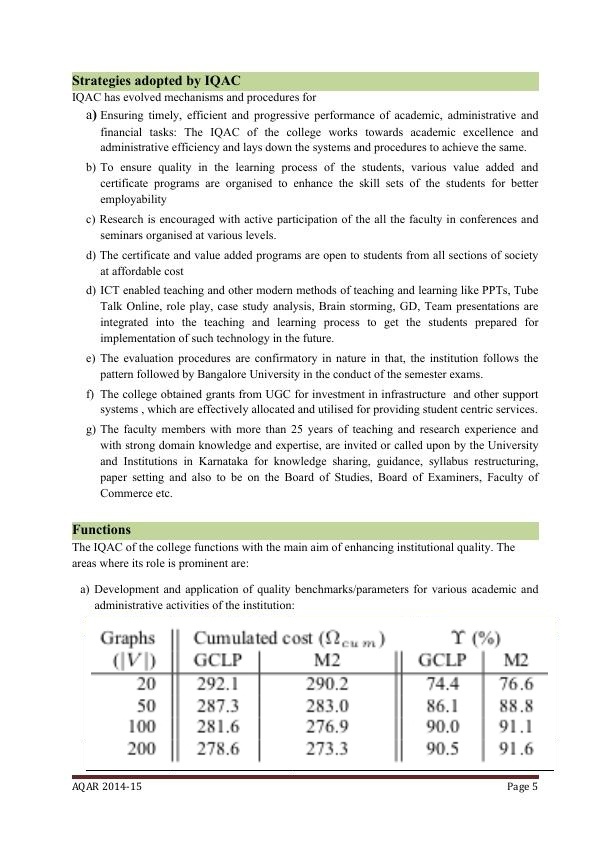 Strategies adopted by IQAC
IQAC has evolved mechanisms and procedures for
a) Ensuring timely, efficient and progressive performance of academic, administrative and
financial tasks: The IQAC of the college works towards academic excellence and
administrative efficiency and lays down the systems and procedures to achieve the same.
b) To ensure quality in the learning process of the students, various value added and
certificate programs are organised to enhance the skill sets of the students for better
employability
c) Research is encouraged with active participation of the all the faculty in conferences and
seminars organised at various levels.
d) The certificate and value added programs are open to students from all sections of society
at affordable cost
d) ICT enabled teaching and other modern methods of teaching and learning like PPTs, Tube
Talk Online, role play, case study analysis, Brain storming, GD, Team presentations are
integrated into the teaching and learning process to get the students prepared for
implementation of such technology in the future.
e) The evaluation procedures are confirmatory in nature in that, the institution follows the
pattern followed by Bangalore University in the conduct of the semester exams.
f) The college obtained grants from UGC for investment in infrastructure and other support
systems , which are effectively allocated and utilised for providing student centric services.
g) The faculty members with more than 25 years of teaching and research experience and
with strong domain knowledge and expertise, are invited or called upon by the University
and Institutions in Karnataka for knowledge sharing, guidance, syllabus restructuring,
paper setting and also to be on the Board of Studies, Board of Examiners, Faculty of
Commerce etc.
Functions
The IQAC of the college functions with the main aim of enhancing institutional quality. The
areas where its role is prominent are:
a) Development and application of quality benchmarks/parameters for various academic and
administrative activities of the institution:
Graphs Cumulated cost (Ω cu m) ϒ (%)
(|V|) GCLP M2 GCLP M2
20 292.1 290.2 74.4 76.6
50 287.3 283.0 86.1 88.8
100 281.6 276.9 90.0 91.1
200 278.6 273.3 90.5 91.6
AQAR 2014-15 Page 5